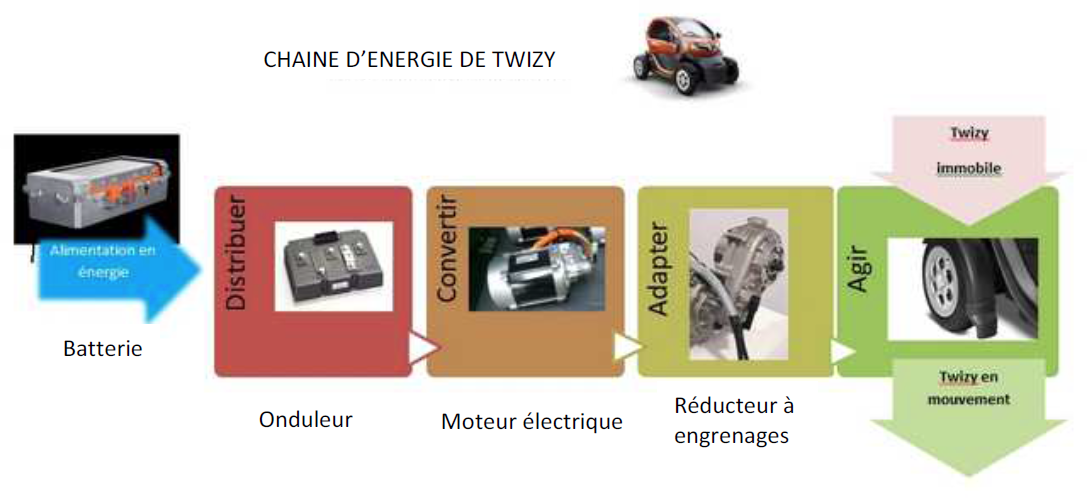 CHAINE D’ENERGIE DE TWIZY
Alimentation en
énergie
Batterie
Distribuer
Onduleur
Convertir
Moteur électrique
Adapter
Réducteur à
engrenages
Agir
Twizy
immobile
Twizy en
mouvement